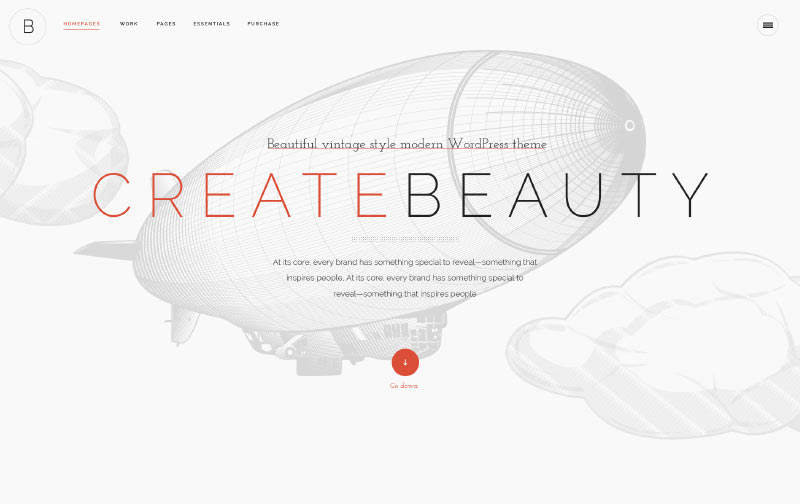 B
HOMEPAGES WORK PAGES ESSENTIALS PURCHASE
Beautiful vintage style modern WordPress theme
CREATEBEAUTY
At its core, every brand has something special to reveal—something that
inspires people. At its core, every brand has something special to
reveal—something that inspires people
Go down